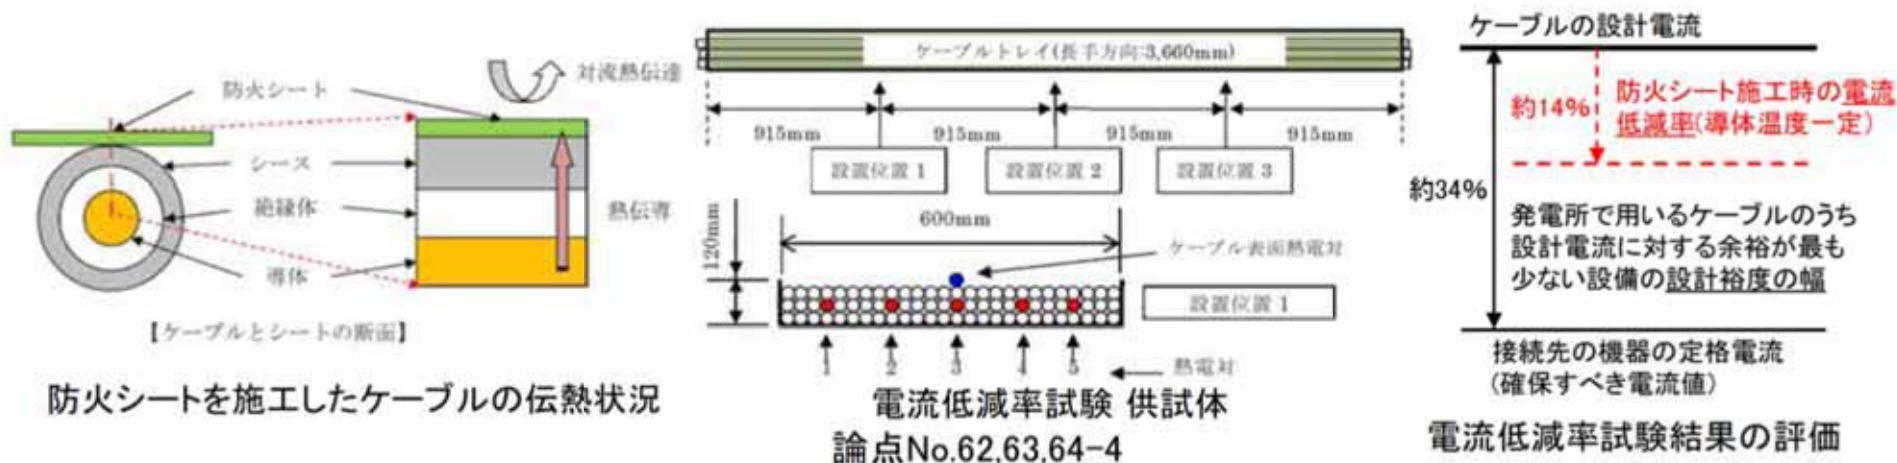 防火シート
対流熱伝達
シース
絶縁体
熱伝導
導体
【ケーブルとシートの断面】
防火シートを施工したケーブルの伝熱状況
ケーブルトレイ(長手方向:3,660mm)
915mm
915mm
915mm
915mm
設置位置 1
設置位置 2
設置位置 3
600mm
120mm
ケーブル表面熱電対
設置位置 1
1
2
3
4
5
熱電対
電流低減率試験 供試体
論点No.62,63,64-4
ケーブルの設計電流
約14%
防火シート施工時の電流
低減率(導体温度一定)
約34%
発電所で用いるケーブルのうち
設計電流に対する余裕が最も
少ない設備の設計裕度の幅
接続先の機器の定格電流
(確保すべき電流値)
電流低減率試験結果の評価